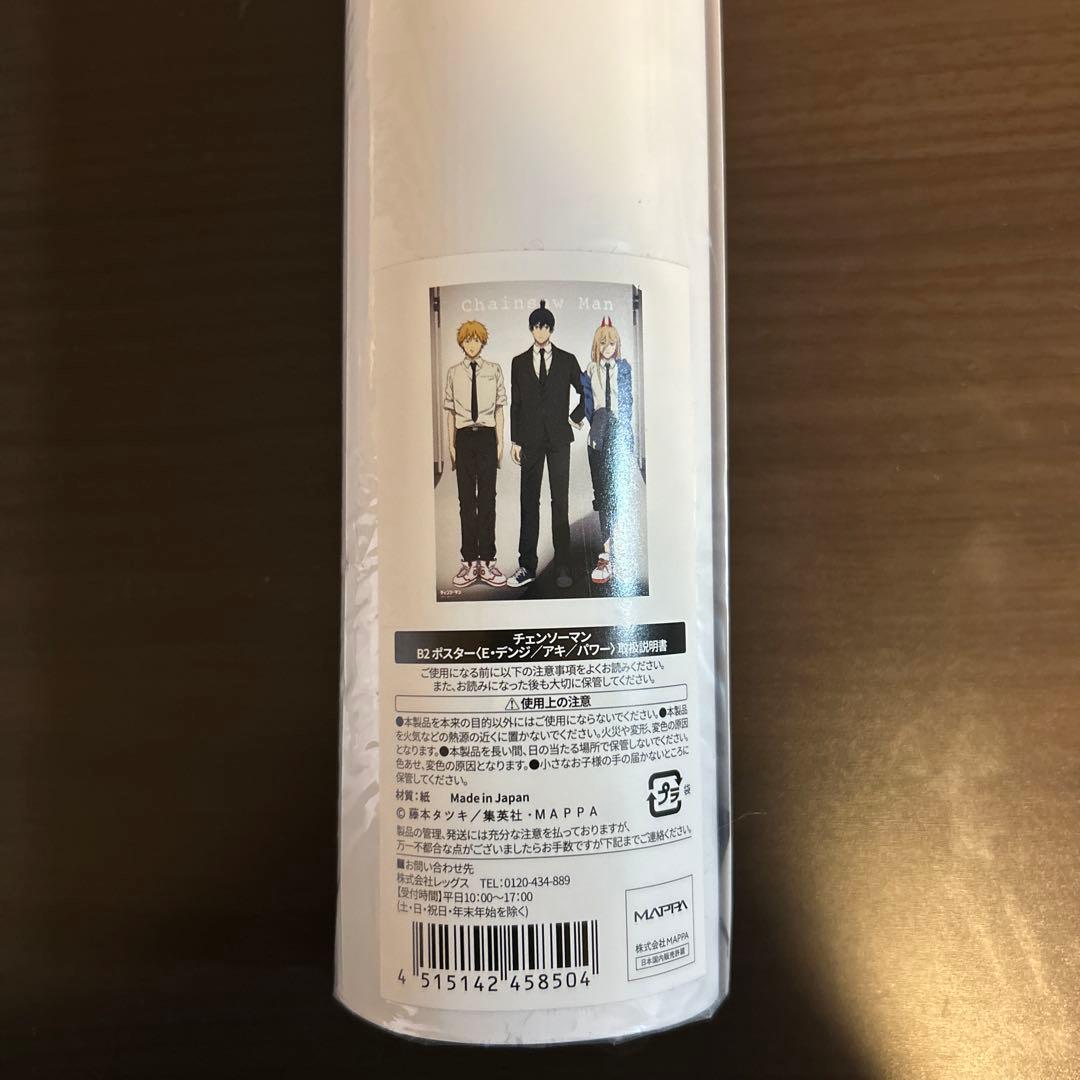 Chainsaw Man
チェンソーマン
チェンソーマン
B2 ポスター〈E・デンジ／アキ／パワー〉取扱説明書
ご使用になる前に以下の注意事項をよくお読みください。
また、お読みになった後も大切に保管してください。
⚠使用上の注意
●本製品を本来の目的以外にはご使用にならないでください。●本製品
を火気などの熱源の近くに置かないでください。火災や変形、変色の原因
となります。●本製品を長い間、日の当たる場所で保管しないでください。
色あせ、変色の原因となります。●小さなお子様の手の届かないところに
保管してください。
材質：紙 Made in Japan
プラ 袋
©藤本タツキ／集英社・MAPPA
製品の管理、発送には充分な注意を払っておりますが、
万一不都合な点がございましたらお手数ですが下記までご連絡ください。
■お問い合わせ先
株式会社レッグス TEL：0120-434-889
【受付時間】平日10：00～17：00
（土・日・祝日・年末年始を除く）
MAPPA
株式会社MAPPA
日本国内販売許諾
4 515142 458504